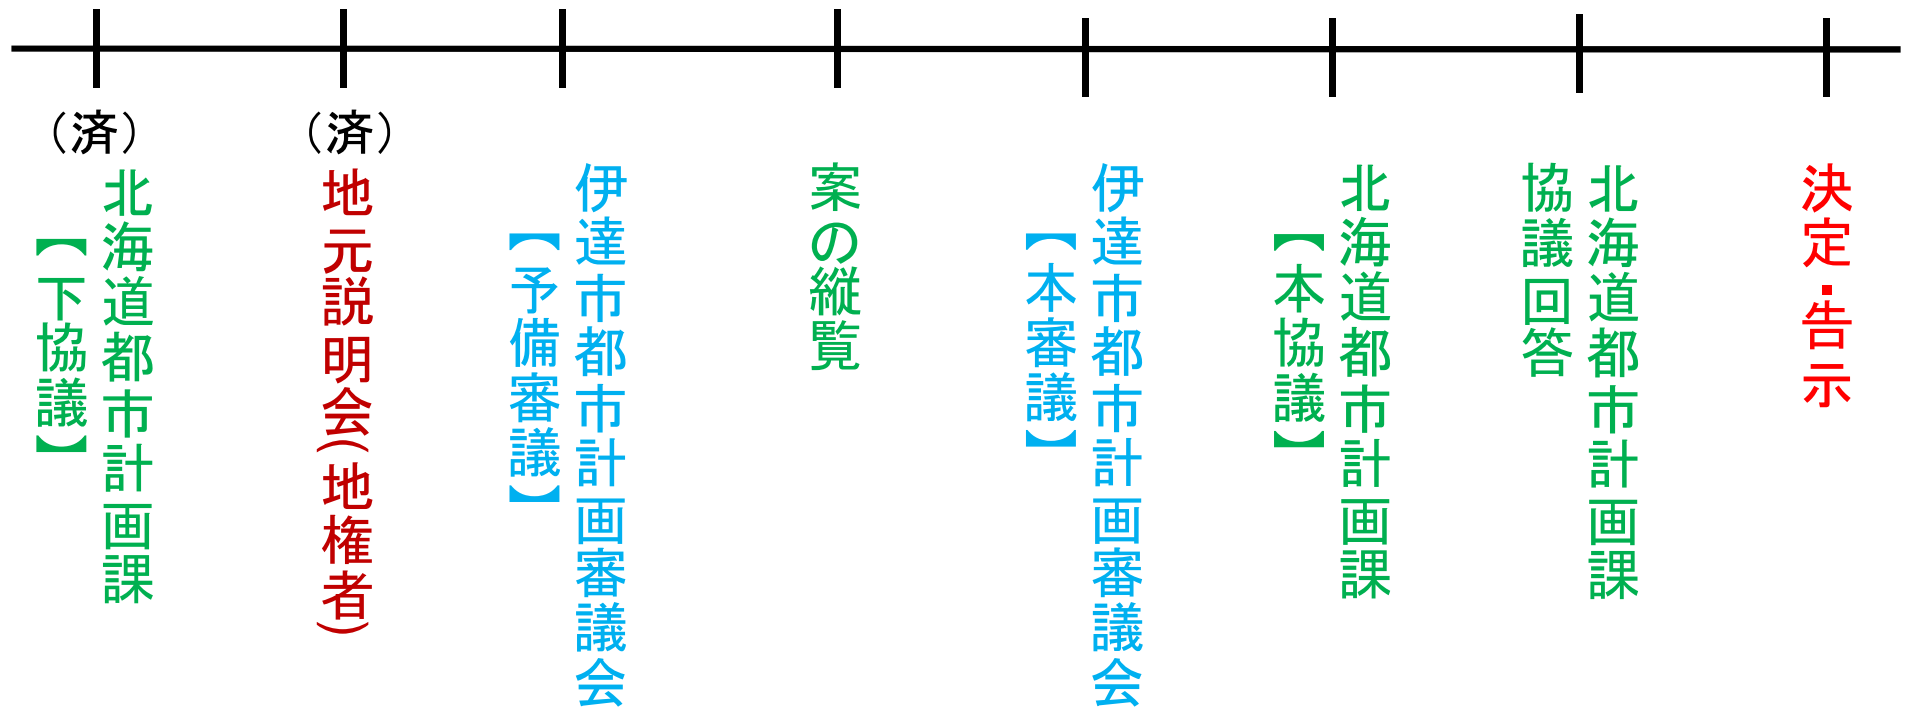 （済）
北海道都市計画課
【下協議】
（済）
地元説明会（地権者）
伊達市都市計画審議会
【予備審議】
案の縦覧
伊達市都市計画審議会
【本審議】
北海道都市計画課
【本協議】
北海道都市計画課
協議回答
決定・告示